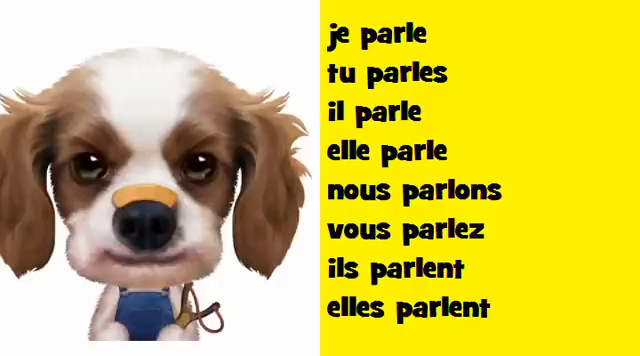 je parle
tu parles
il parle
elle parle
nous parlons
vous parlez
ils parlent
elles parlent